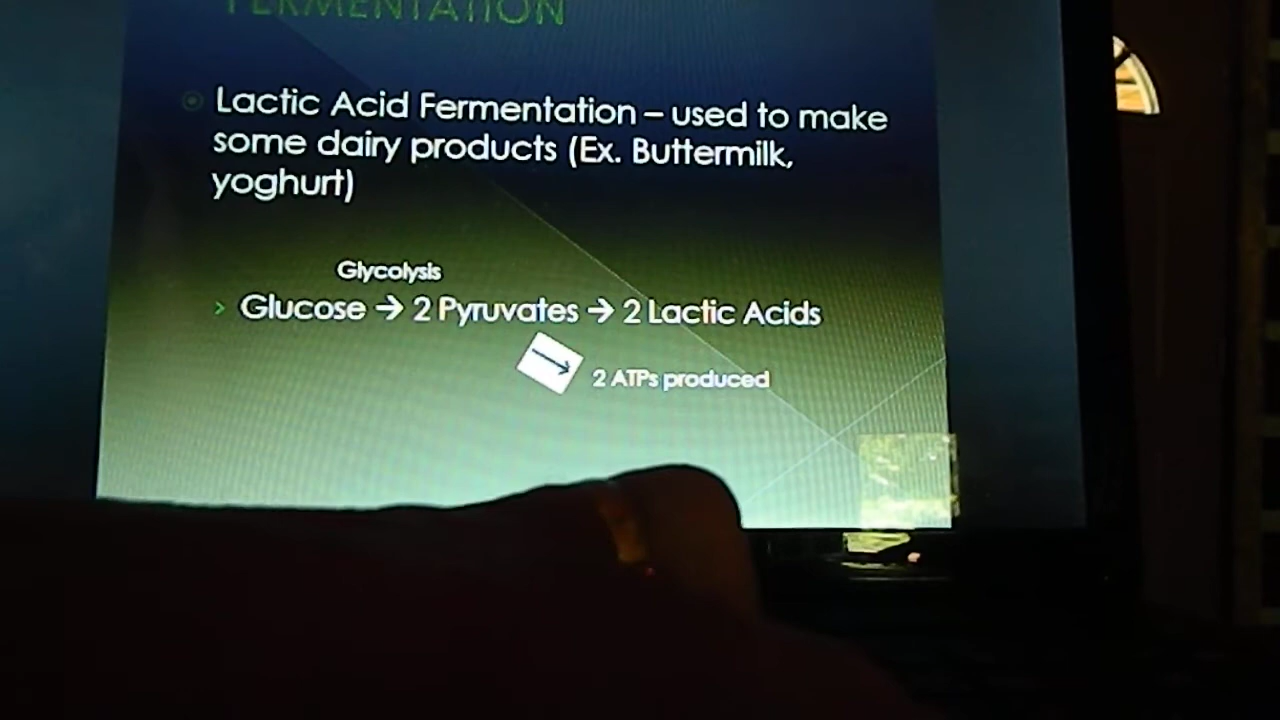 FERMENTATION
Lactic Acid Fermentation – used to make
some dairy products (Ex. Buttermilk,
yoghurt)
Glycolysis
Glucose → 2 Pyruvates → 2 Lactic Acids
2 ATPs produced